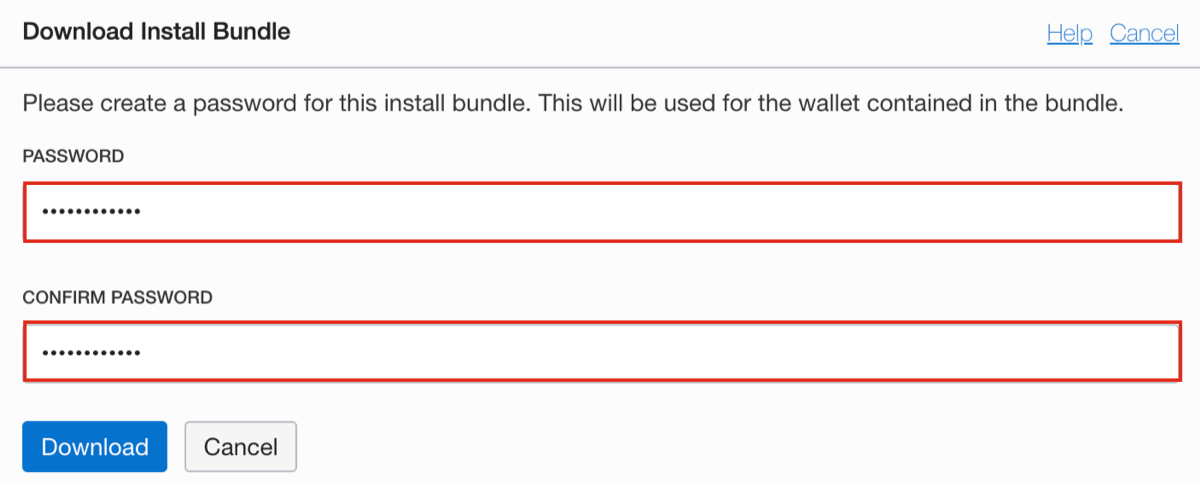 Download Install Bundle
Help Cancel
Please create a password for this install bundle. This will be used for the wallet contained in the bundle.
PASSWORD
••••••••••••
CONFIRM PASSWORD
••••••••••••
Download Cancel